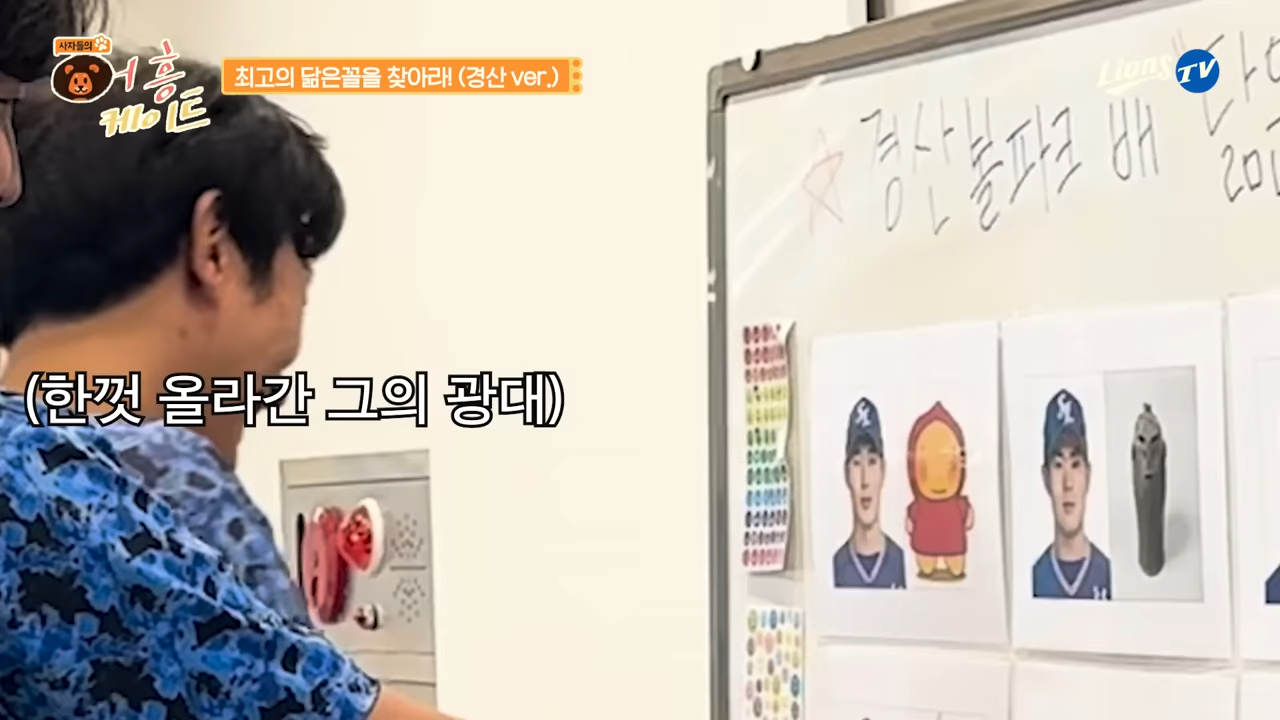 사자들의
어흥
케이트
최고의 닮은꼴을 찾아라! (경산 ver.)
Lions TV
경산볼파크 배
(한껏 올라간 그의 광대)